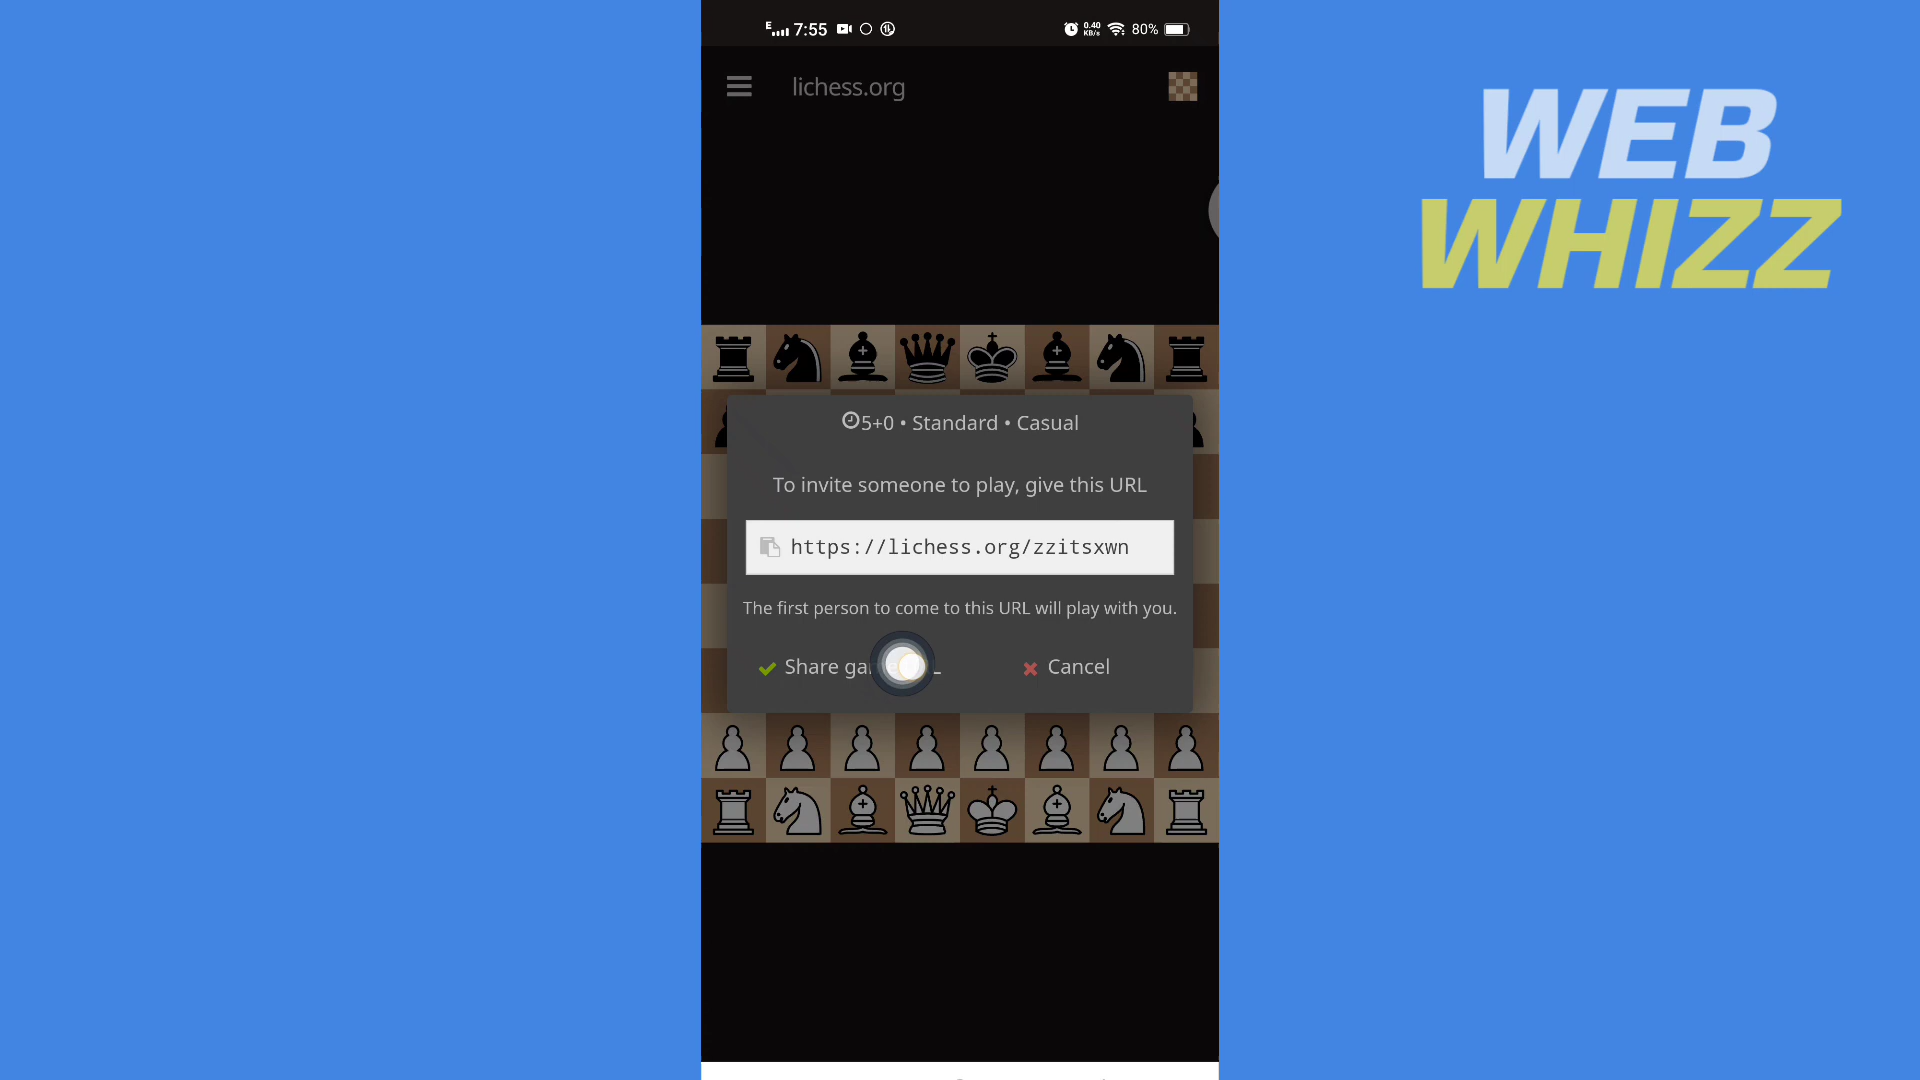 E 7:55 0.40 KB/s 80%
lichess.org
WEB
WHIZZ
5+0 • Standard • Casual
To invite someone to play, give this URL
https://lichess.org/zzitsxwn
The first person to come to this URL will play with you.
Share Cancel